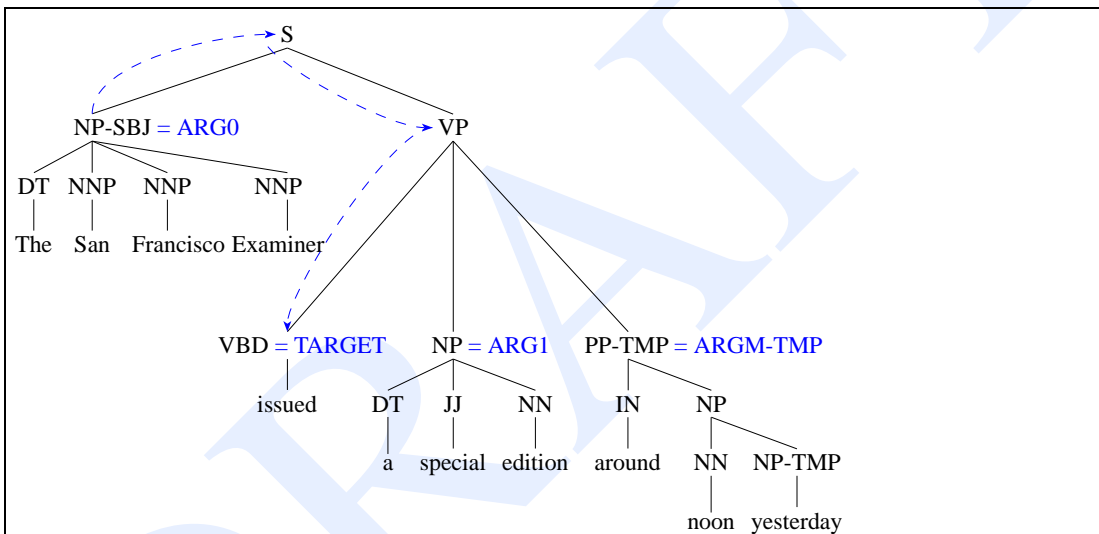 S
NP-SBJ = ARG0 VP
DT NNP NNP NNP
The San Francisco Examiner
VBD = TARGET NP = ARG1 PP-TMP = ARGM-TMP
issued DT JJ NN IN NP
a special edition around NN NP-TMP
noon yesterday